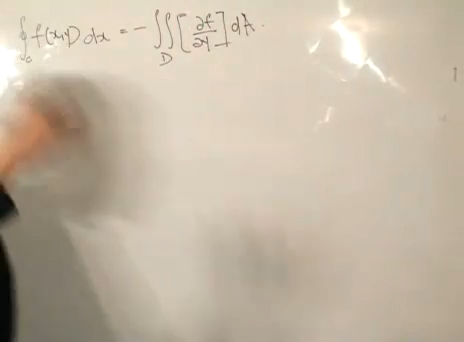 ∮_C f(x,y) dx = - ∬_D [∂f/∂y] dA.